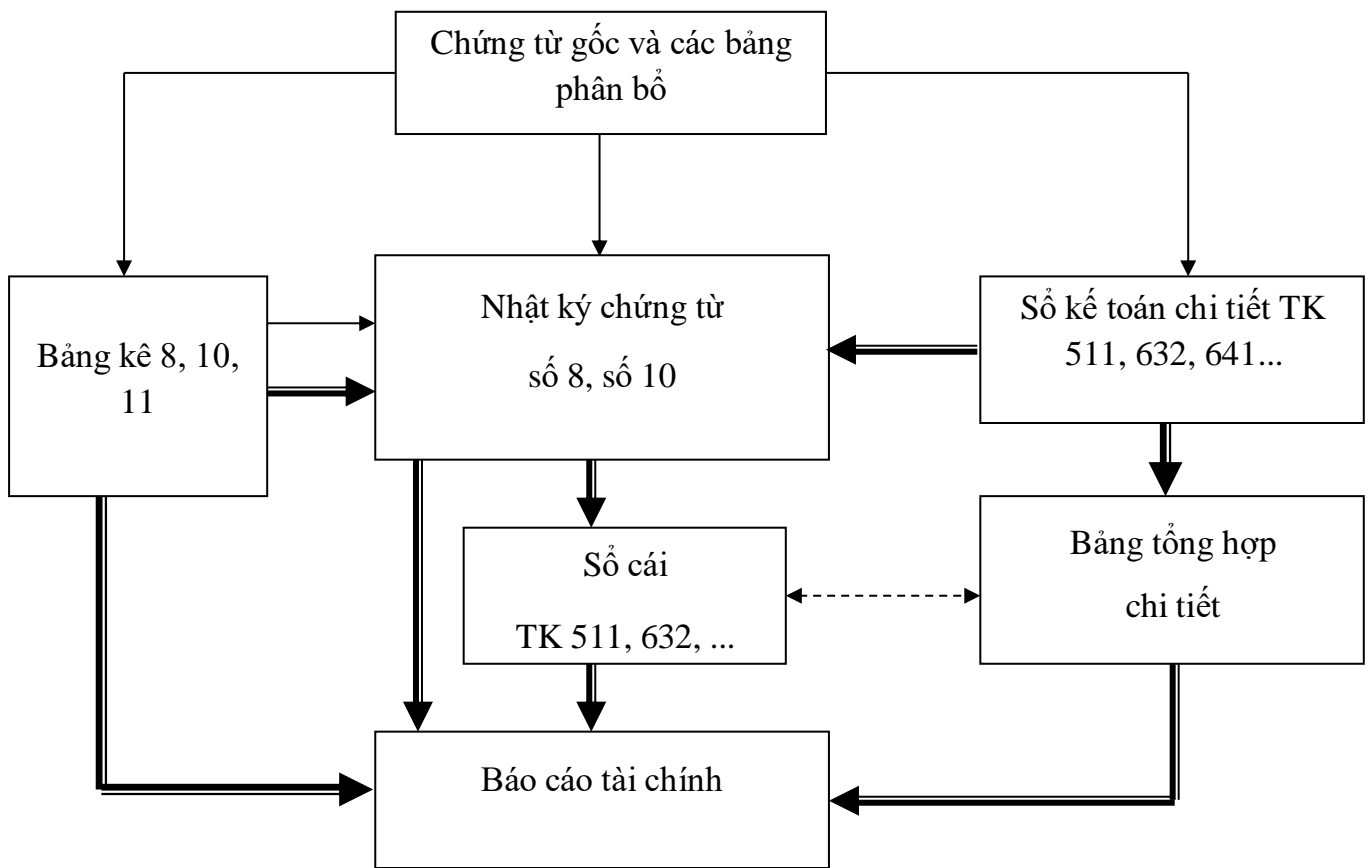 Chứng từ gốc và các bảng
phân bổ
Nhật ký chứng từ
số 8, số 10
Bảng kê 8, 10,
11
Sổ kế toán chi tiết TK
511, 632, 641...
Sổ cái
TK 511, 632, ...
Bảng tổng hợp
chi tiết
Báo cáo tài chính